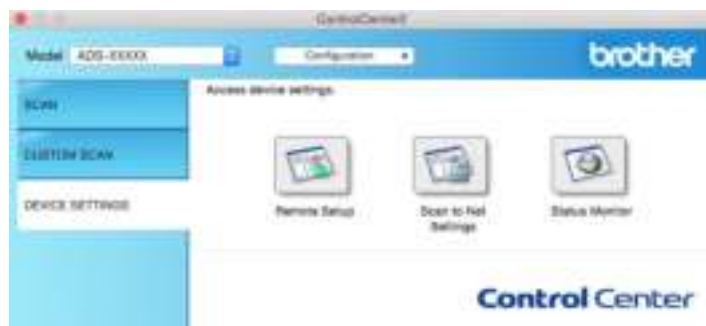 ControlCenter2
Model ADS-XXXXX
Configuration
brother
SCAN
Access device settings.
CUSTOM SCAN
DEVICE SETTINGS
Remote Setup
Scan to Net
Settings
Status Monitor
Control Center